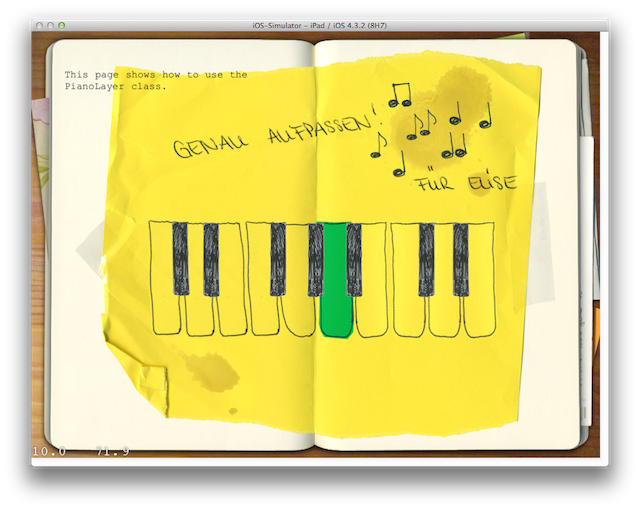 iOS-Simulator – iPad / iOS 4.3.2 (8H7)
This page shows how to use the
PianoLayer class.
GENAU AUFPASSEN!
FÜR ELISE
10.0 71.9